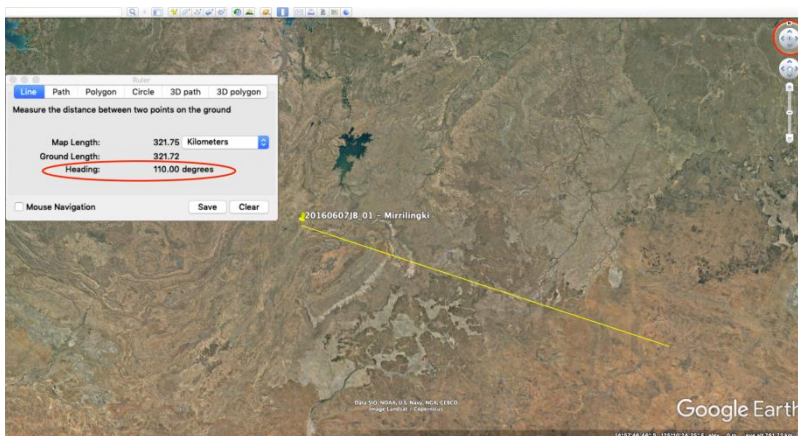 Ruler
Line Path Polygon Circle 3D path 3D polygon
Measure the distance between two points on the ground
Map Length: 321.75 Kilometers
Ground Length: 321.72
Heading: 110.00 degrees
Mouse Navigation Save Clear
20160607JB_01 - Mirrilingki
Data SIO, NOAA, U.S. Navy, NGA, GEBCO
Image Landsat / Copernicus
Google Earth